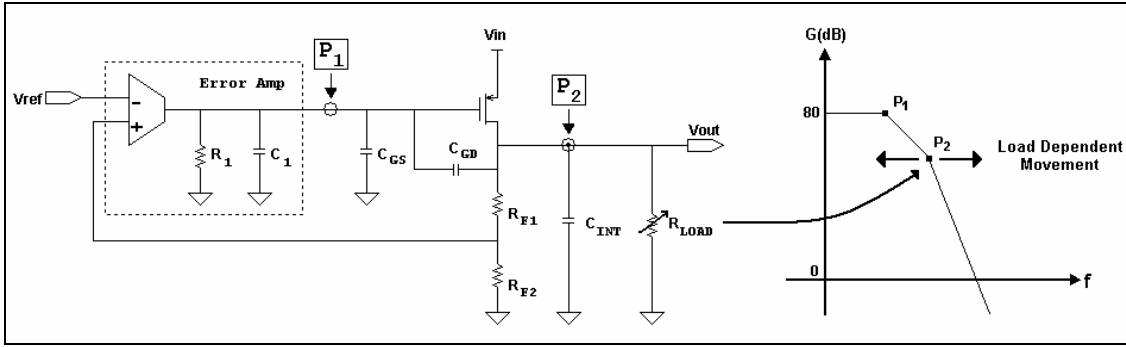 Error Amp
Vref
-
+
R1
C1
P1
CGS
CGD
Vin
RF1
RF2
P2
CINT
RLOAD
Vout
G(dB)
80
P1
P2
Load Dependent
Movement
0
f